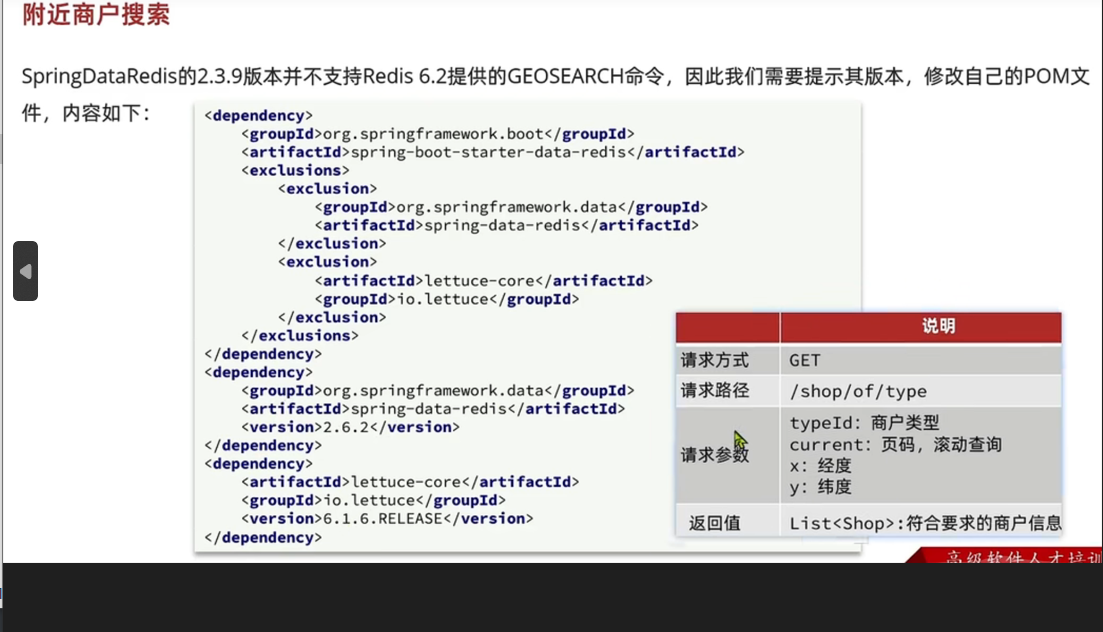 附近商户搜索
SpringDataRedis的2.3.9版本并不支持Redis 6.2提供的GEOSEARCH命令，因此我们需要提示其版本，修改自己的POM文
件，内容如下：
<dependency>
    <groupId>org.springframework.boot</groupId>
    <artifactId>spring-boot-starter-data-redis</artifactId>
    <exclusions>
        <exclusion>
            <groupId>org.springframework.data</groupId>
            <artifactId>spring-data-redis</artifactId>
        </exclusion>
        <exclusion>
            <artifactId>lettuce-core</artifactId>
            <groupId>io.lettuce</groupId>
        </exclusion>
    </exclusions>
</dependency>
<dependency>
    <groupId>org.springframework.data</groupId>
    <artifactId>spring-data-redis</artifactId>
    <version>2.6.2</version>
</dependency>
<dependency>
    <artifactId>lettuce-core</artifactId>
    <groupId>io.lettuce</groupId>
    <version>6.1.6.RELEASE</version>
</dependency>
说明
请求方式 GET
请求路径 /shop/of/type
请求参数
typeId：商户类型
current：页码，滚动查询
x：经度
y：纬度
返回值 List<Shop>:符合要求的商户信息
高级软件人才培训